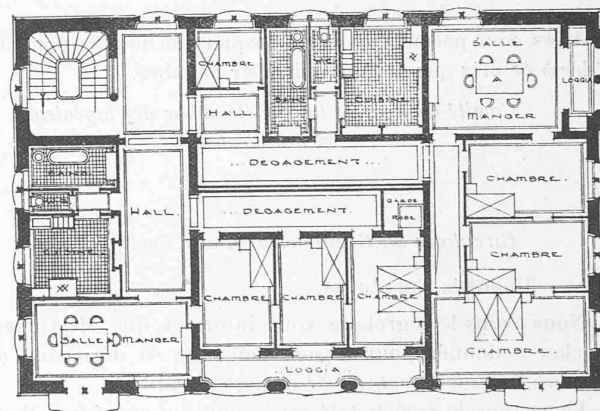 CHAMBRE
BAIN
W.C.
CUISINE
SALLE
À
MANGER
LOGGIA
HALL
...DEGAGEMENT...
BAINS
W.C.
HALL.
...DEGAGEMENT.
GARDE
ROBE
CHAMBRE.
CUISINE
CHAMBRE
CHAMBRE
CHAMBRE
CHAMBRE
CHAMBRE
SALLE À MANGER
LOGGIA